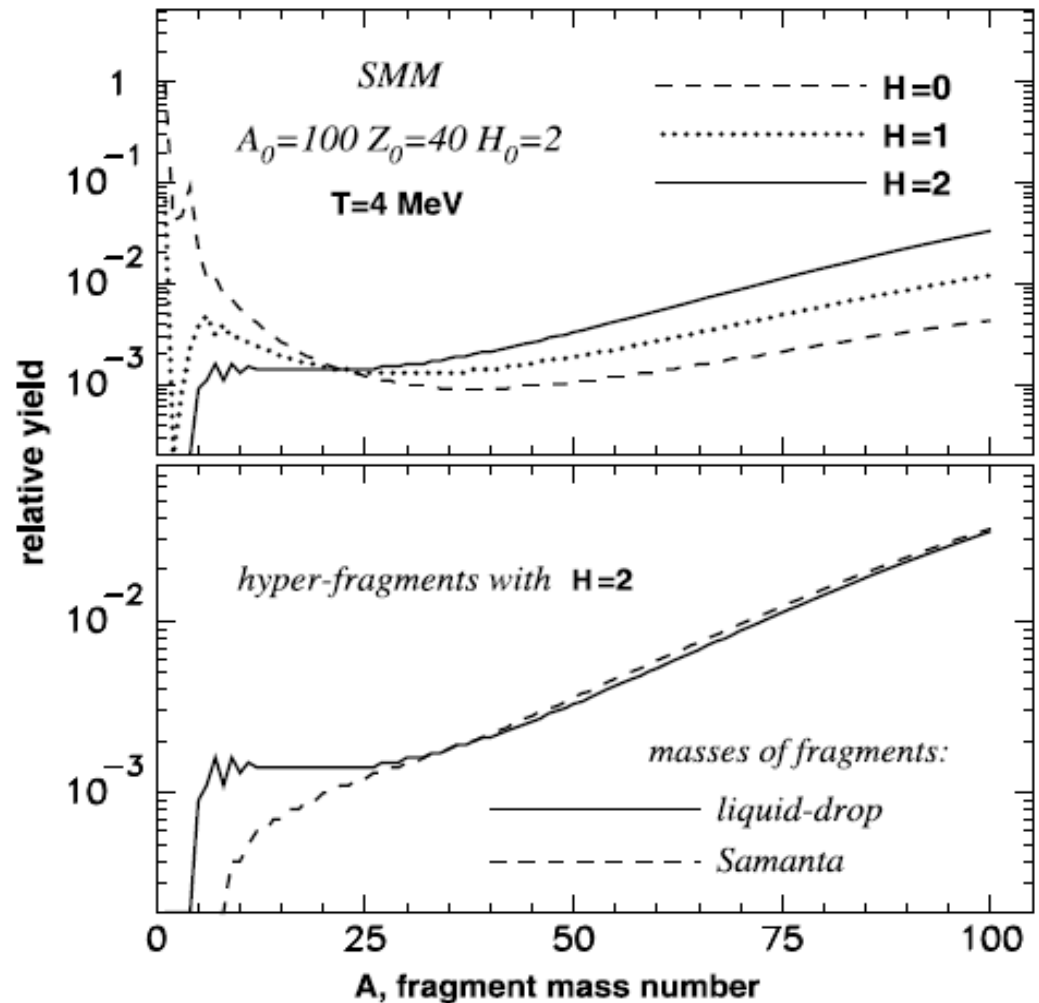 SMM
A₀=100 Z₀=40 H₀=2
T=4 MeV
H=0
H=1
H=2
1
10⁻¹
10⁻²
10⁻³
relative yield
hyper-fragments with H=2
masses of fragments:
liquid-drop
Samanta
10⁻²
10⁻³
0 25 50 75 100
A, fragment mass number